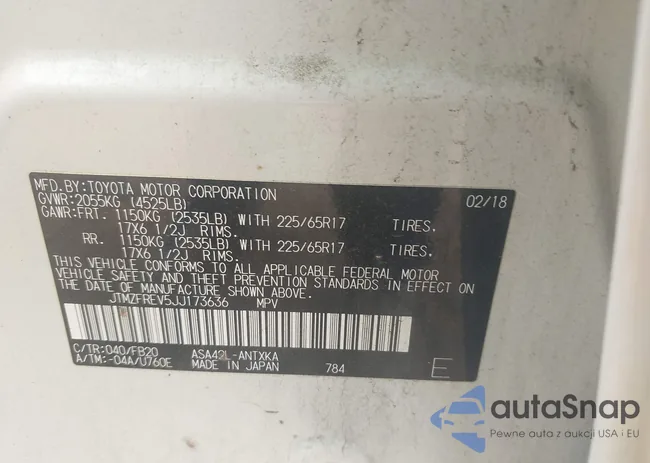 MFD.BY:TOYOTA MOTOR CORPORATION 02/18
GVWR:2055KG (4525LB)
GAWR:FRT. 1150KG (2535LB) WITH 225/65R17 TIRES.
17X6 1/2J RIMS.
RR. 1150KG (2535LB) WITH 225/65R17 TIRES.
17X6 1/2J RIMS.
THIS VEHICLE CONFORMS TO ALL APPLICABLE FEDERAL MOTOR
VEHICLE SAFETY AND THEFT PREVENTION STANDARDS IN EFFECT ON
THE DATE OF MANUFACTURE SHOWN ABOVE.
JTMZFREV5JJ173636 MPV
C/TR:040/FB20 ASA42L-ANTXKA
A/TM:-04A/U760E MADE IN JAPAN 784 E
autaSnap
Pewne auta z aukcji USA i EU